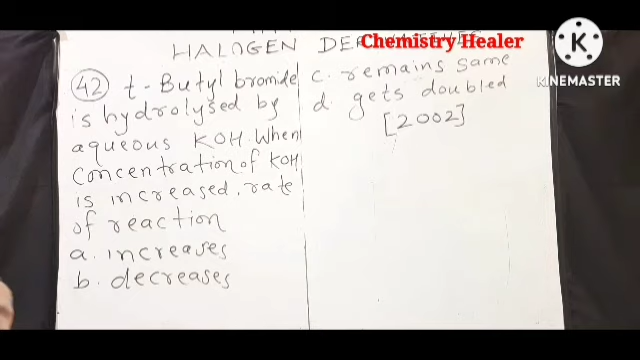 HALOGEN DER
Chemistry Healer
K
KINEMASTER
42 t-Butyl bromide
is hydrolysed by
aqueous KOH. When
concentration of KOH
is increased, rate
of reaction
a. increases
b. decreases
c. remains same
d. gets doubled
[2002]